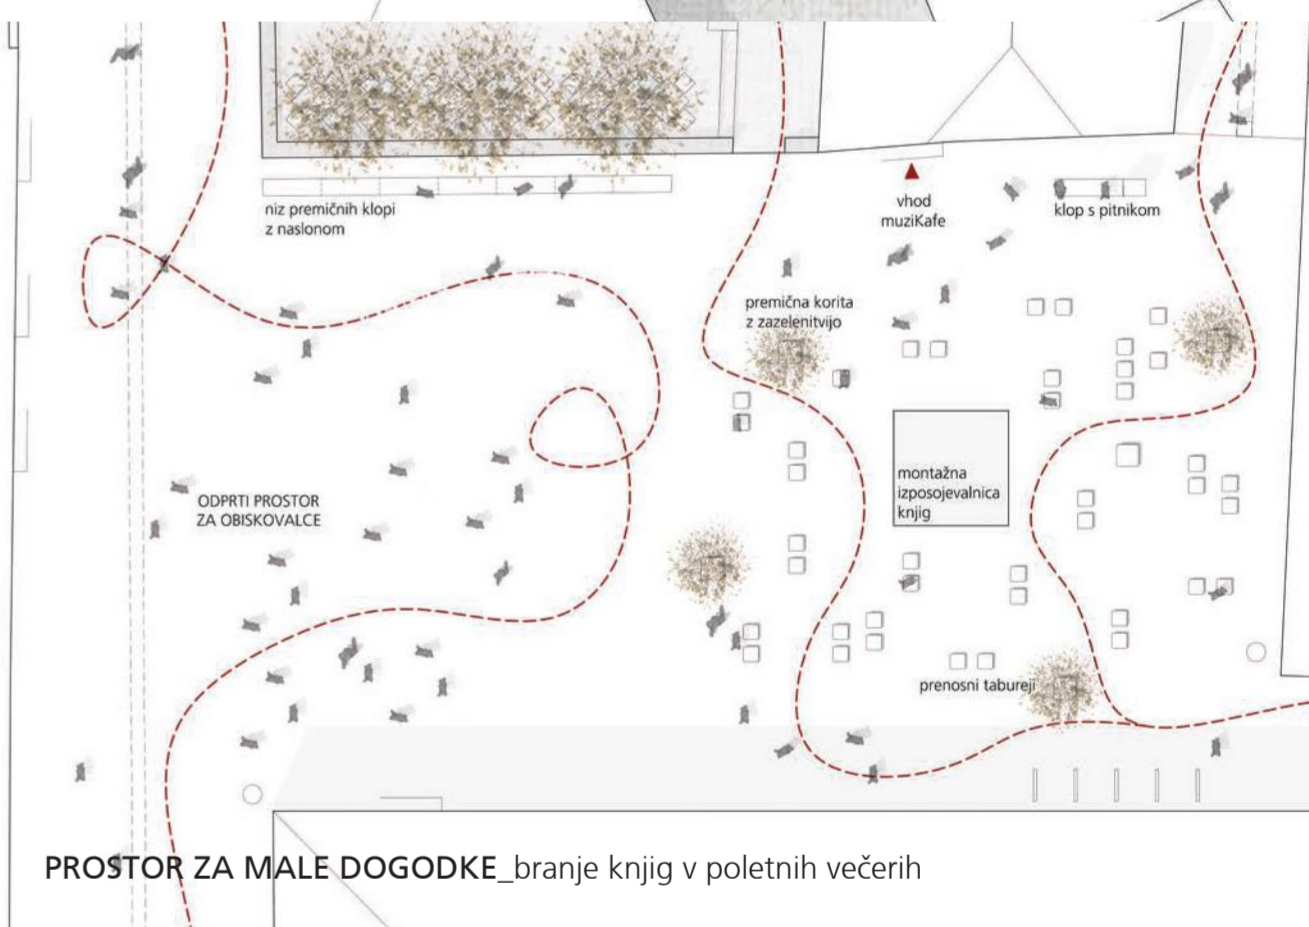 niz premičnih klopi
z naslonom
vhod
muziKafe
klop s pitnikom
premična korita
z zazelenitvijo
ODPRTI PROSTOR
ZA OBISKOVALCE
montažna
izposojevalnica
knjig
prenosni tabureji
PROSTOR ZA MALE DOGODKE_branje knjig v poletnih večerih